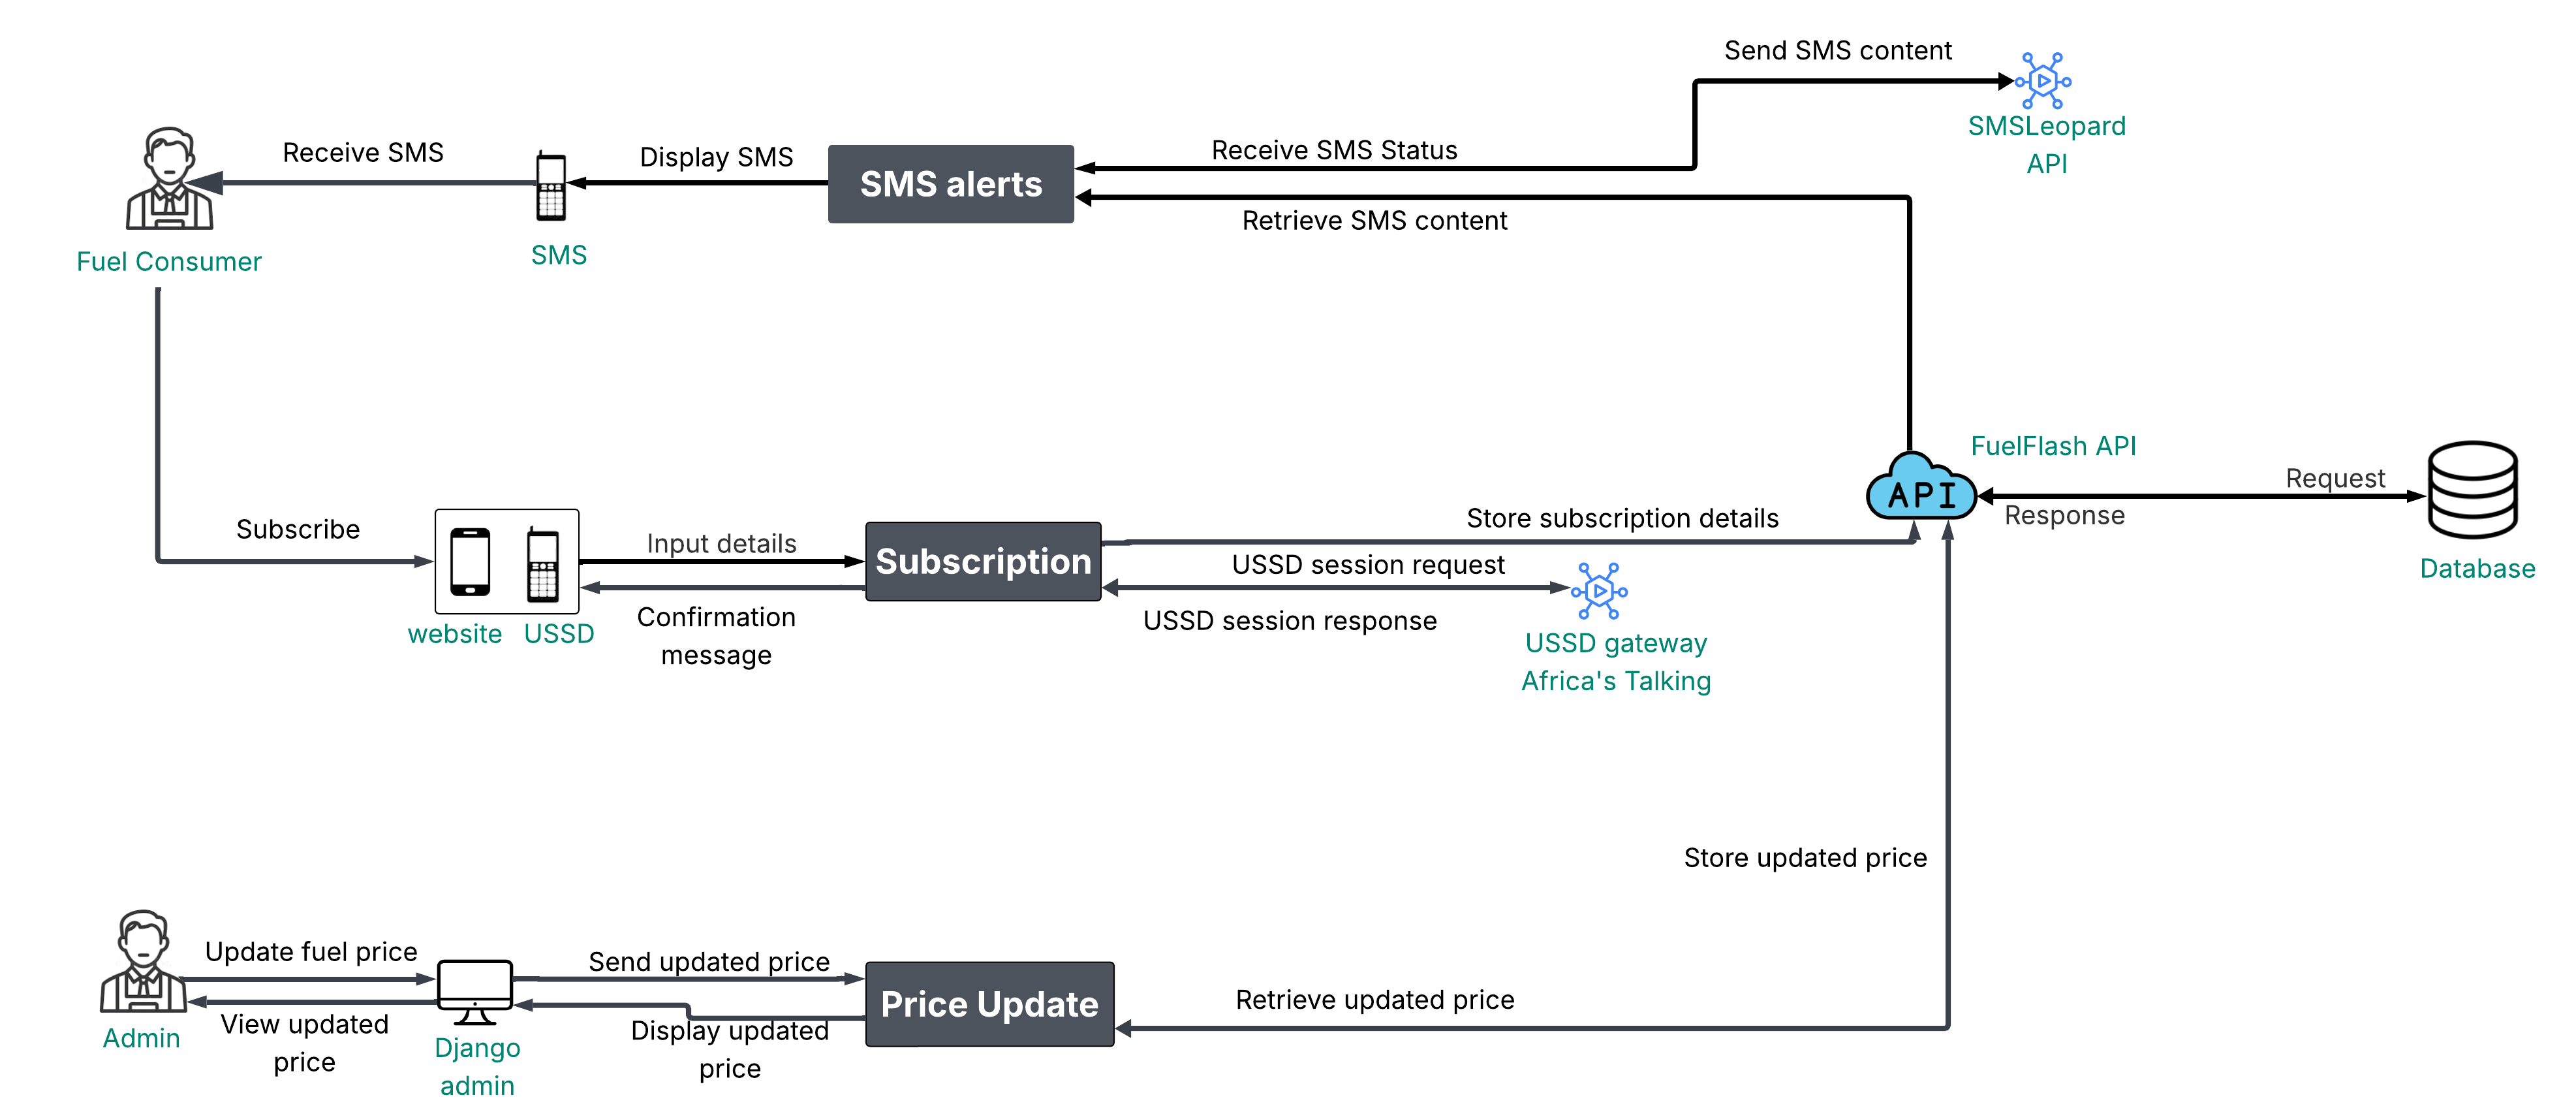 Send SMS content
SMSLeopard
API
Receive SMS
Display SMS
SMS alerts
Receive SMS Status
Retrieve SMS content
Fuel Consumer
SMS
FuelFlash API
API
Request
Response
Database
Subscribe
website
USSD
Input details
Confirmation
message
Subscription
Store subscription details
USSD session request
USSD session response
USSD gateway
Africa's Talking
Store updated price
Update fuel price
View updated
price
Admin
Django
admin
Send updated price
Display updated
price
Price Update
Retrieve updated price